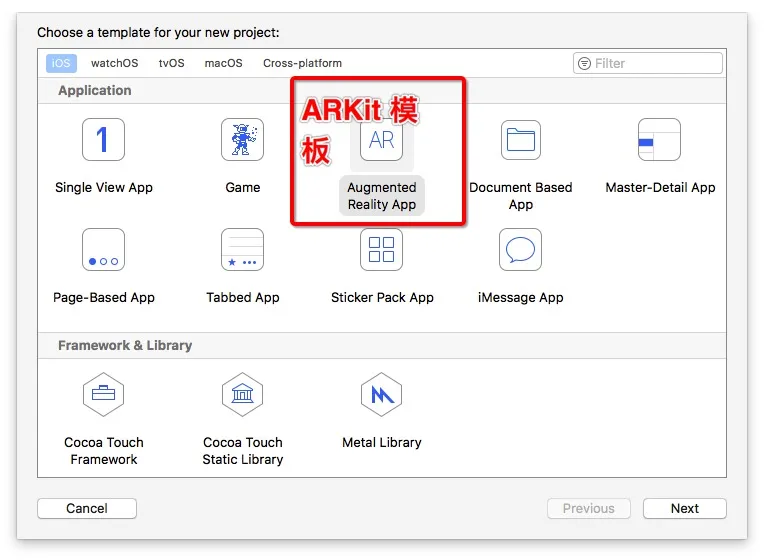 Choose a template for your new project:
iOS watchOS tvOS macOS Cross-platform Filter
Application
ARKit 模
板
1
AR
Single View App
Game
Augmented
Reality App
Document Based
App
Master-Detail App
Page-Based App
Tabbed App
Sticker Pack App
iMessage App
Framework & Library
Cocoa Touch
Framework
Cocoa Touch
Static Library
Metal Library
Cancel
Previous
Next